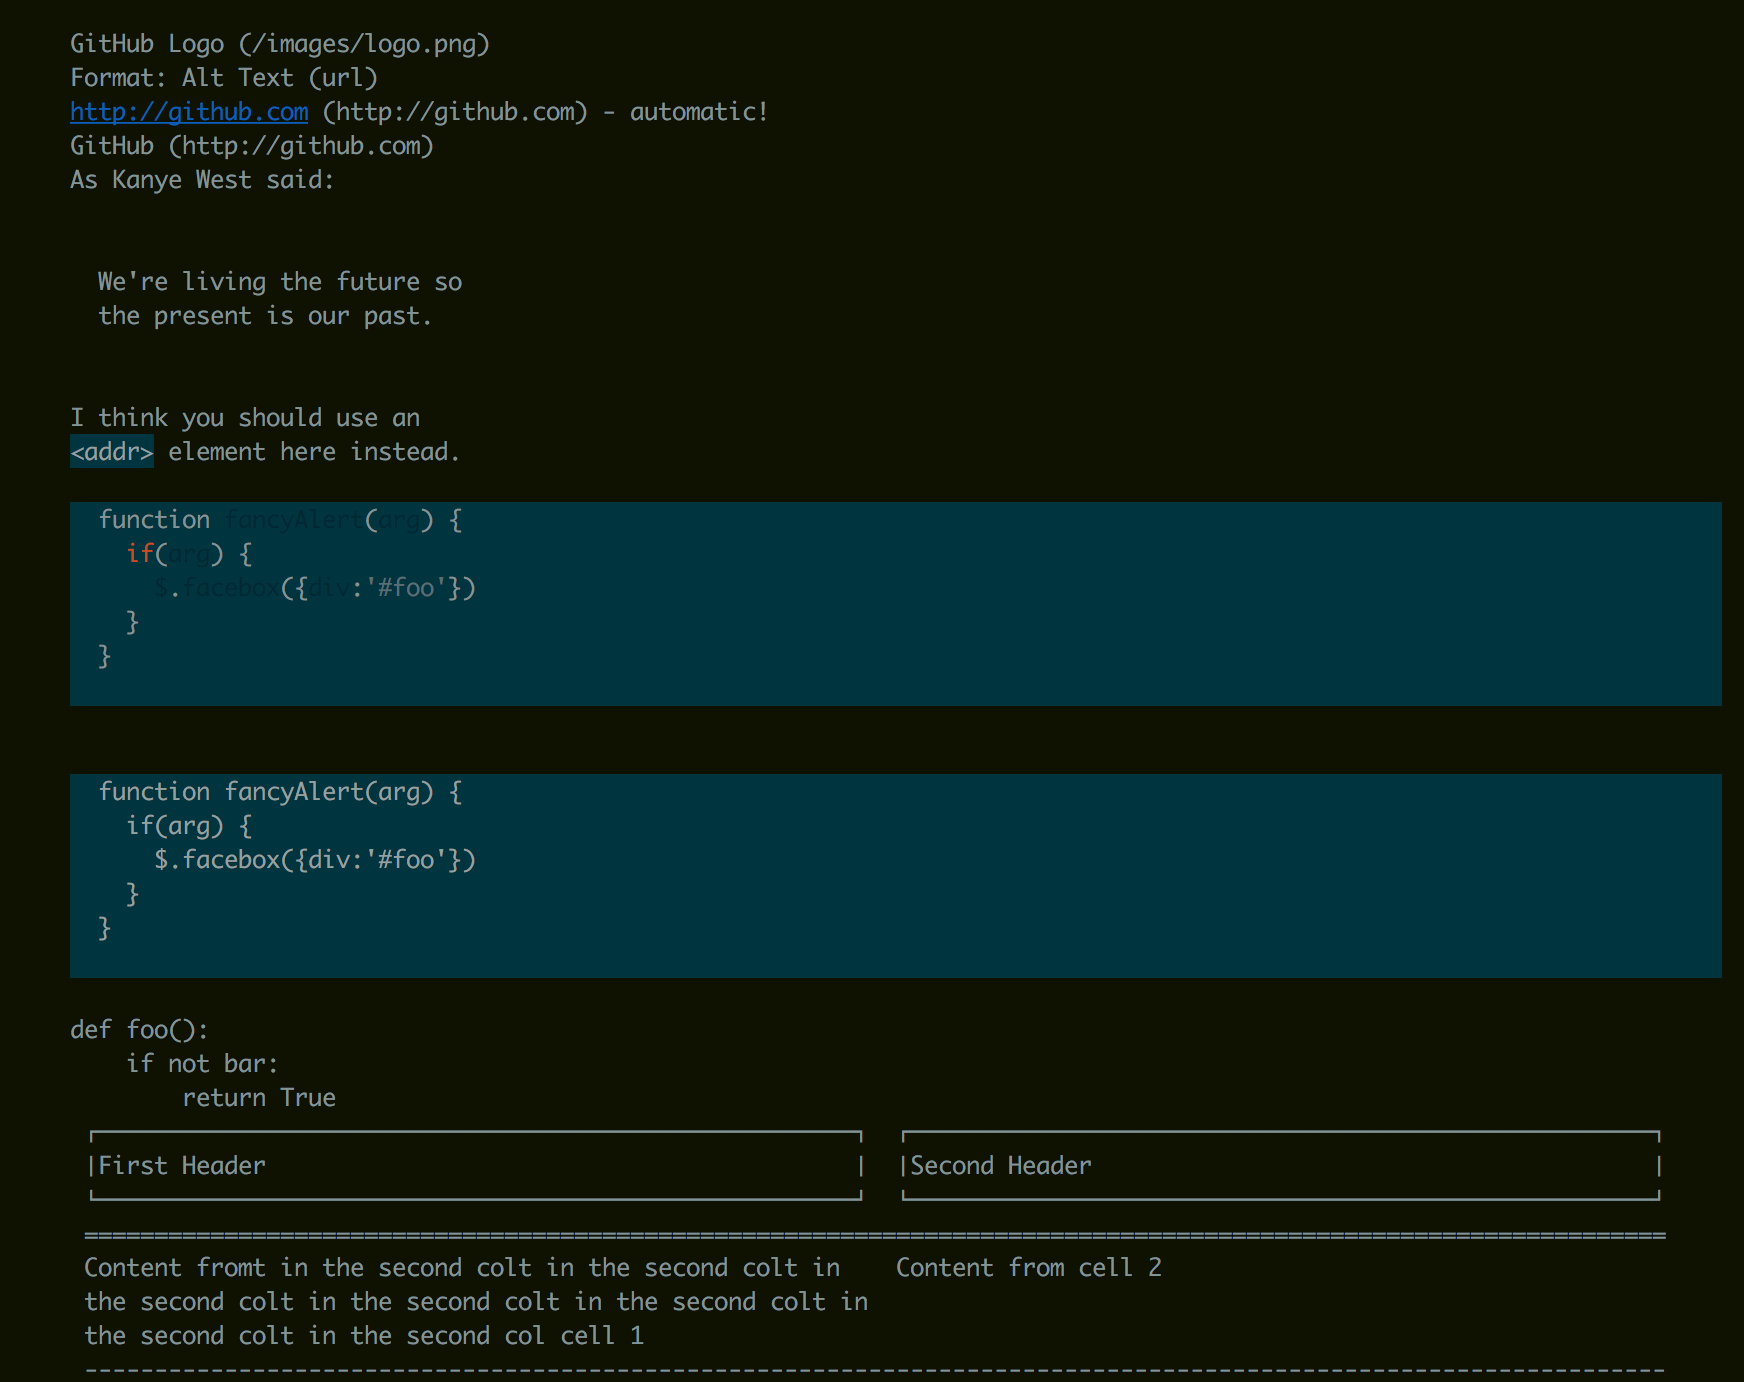 GitHub Logo (/images/logo.png)
Format: Alt Text (url)
http://github.com (http://github.com) - automatic!
GitHub (http://github.com)
As Kanye West said:
We're living the future so
the present is our past.
I think you should use an
<addr> element here instead.
function fancyAlert(arg) {
if(arg) {
$.facebox({div:'#foo'})
}
}
function fancyAlert(arg) {
if(arg) {
$.facebox({div:'#foo'})
}
}
def foo():
if not bar:
return True
|First Header | |Second Header |
Content fromt in the second colt in the second colt in Content from cell 2
the second colt in the second colt in the second colt in
the second colt in the second col cell 1